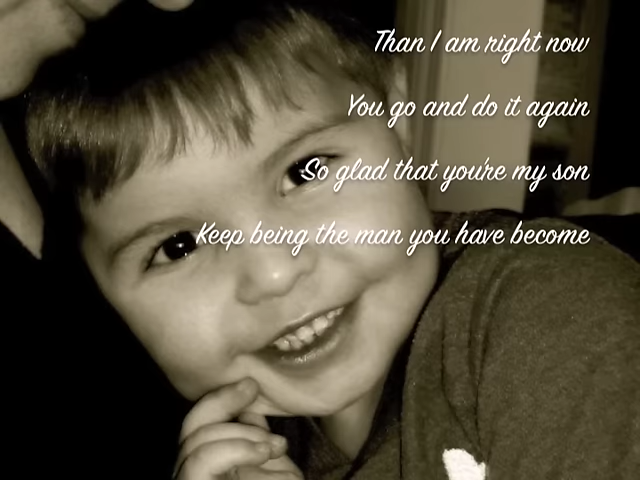 Than I am right now
You go and do it again
So glad that you're my son
Keep being the man you have become